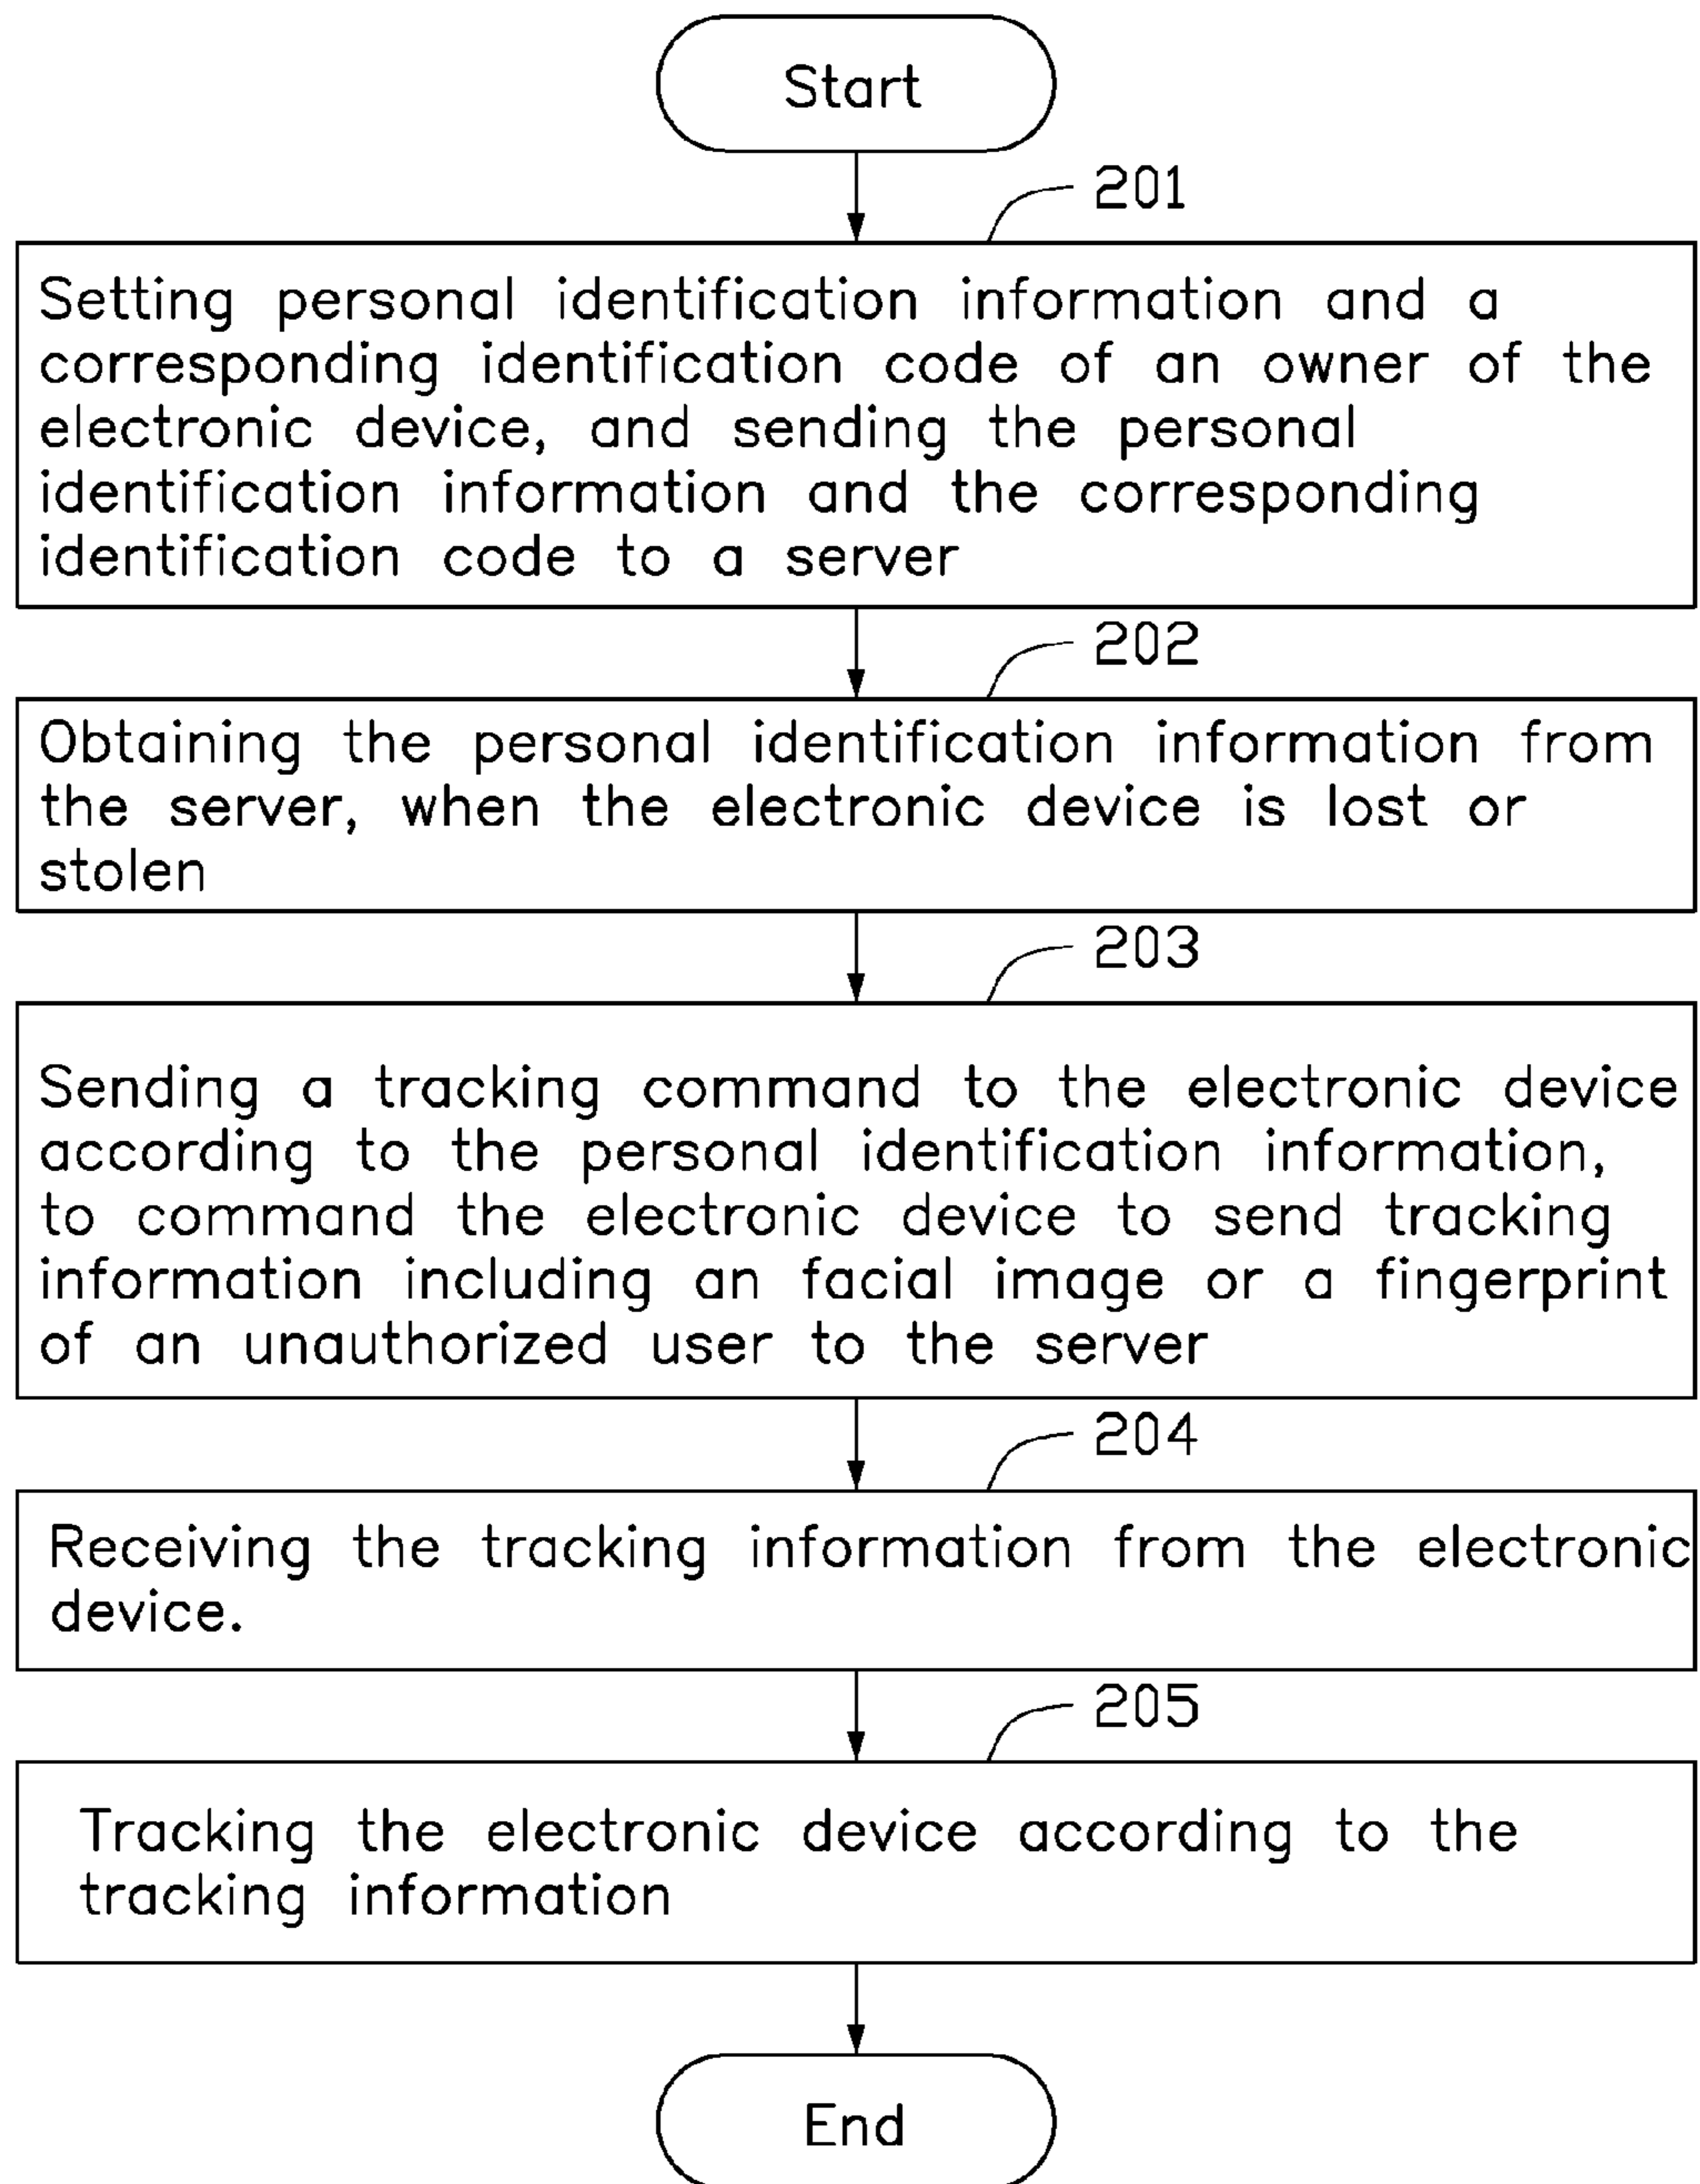 Start
201
Setting personal identification information and a
corresponding identification code of an owner of the
electronic device, and sending the personal
identification information and the corresponding
identification code to a server
202
Obtaining the personal identification information from
the server, when the electronic device is lost or
stolen
203
Sending a tracking command to the electronic device
according to the personal identification information,
to command the electronic device to send tracking
information including an facial image or a fingerprint
of an unauthorized user to the server
204
Receiving the tracking information from the electronic
device.
205
Tracking the electronic device according to the
tracking information
End